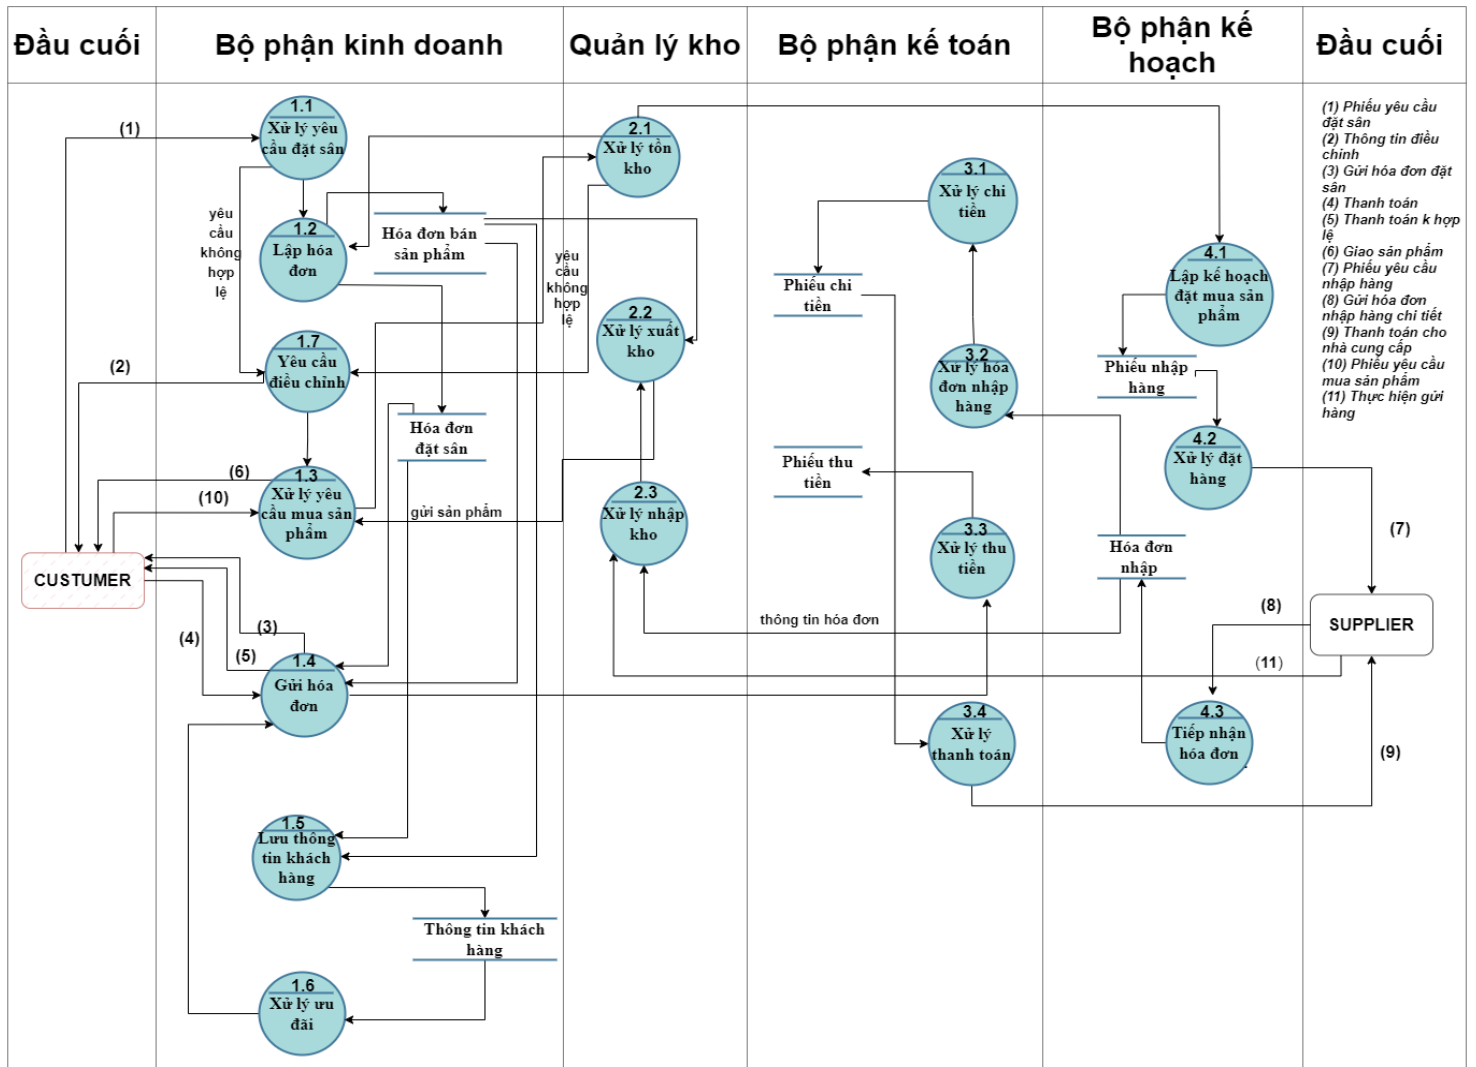 Đầu cuối
Bộ phận kinh doanh
Quản lý kho
Bộ phận kế toán
Bộ phận kế
hoạch
Đầu cuối
1.1
Xử lý yêu
cầu đặt sân
(1)
yêu
cầu
không
hợp
lệ
1.2
Lập hóa
đơn
Hóa đơn bán
sản phẩm
1.7
Yêu cầu
điều chỉnh
(2)
Hóa đơn
đặt sân
(6)
(10)
1.3
Xử lý yêu
cầu mua sản
phẩm
gửi sản phẩm
CUSTUMER
(3)
(4)
(5)
1.4
Gửi hóa
đơn
1.5
Lưu thông
tin khách
hàng
Thông tin khách
hàng
1.6
Xử lý ưu
đãi
2.1
Xử lý tồn
kho
yêu
cầu
không
hợp
lệ
2.2
Xử lý xuất
kho
2.3
Xử lý nhập
kho
3.1
Xử lý chi
tiền
Phiếu chi
tiền
3.2
Xử lý hóa
đơn nhập
hàng
Phiếu thu
tiền
3.3
Xử lý thu
tiền
thông tin hóa đơn
3.4
Xử lý
thanh toán
4.1
Lập kế hoạch
đặt mua sản
phẩm
Phiếu nhập
hàng
4.2
Xử lý đặt
hàng
Hóa đơn
nhập
4.3
Tiếp nhận
hóa đơn
(7)
(8)
SUPPLIER
(11)
(9)
(1) Phiếu yêu cầu
đặt sân
(2) Thông tin điều
chỉnh
(3) Gửi hóa đơn đặt
sân
(4) Thanh toán
(5) Thanh toán k hợp
lệ
(6) Giao sản phẩm
(7) Phiếu yêu cầu
nhập hàng
(8) Gửi hóa đơn
nhập hàng chi tiết
(9) Thanh toán cho
nhà cung cấp
(10) Phiếu yêu cầu
mua sản phẩm
(11) Thực hiện gửi
hàng